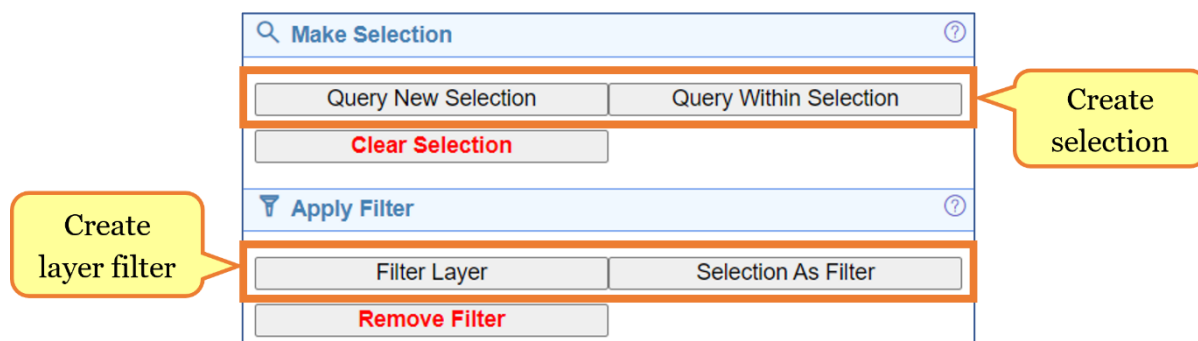 Make Selection
?
Query New Selection
Query Within Selection
Create
selection
Clear Selection
Apply Filter
?
Create
layer filter
Filter Layer
Selection As Filter
Remove Filter